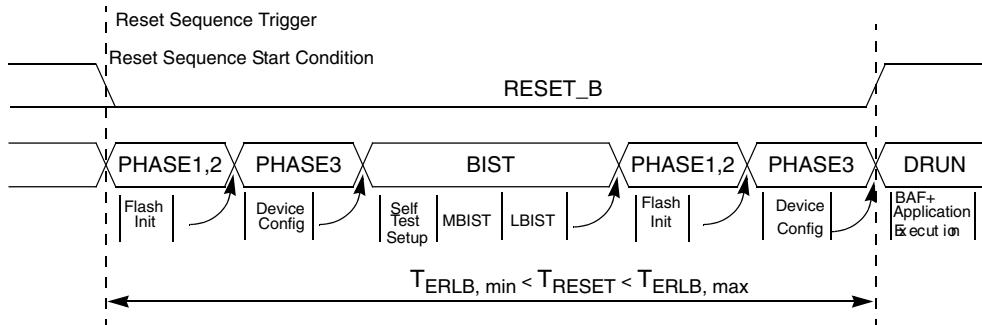 Reset Sequence Trigger
Reset Sequence Start Condition
RESET_B
PHASE1,2 PHASE3 BIST PHASE1,2 PHASE3 DRUN
Flash Init
Device Config
Self Test Setup
MBIST
LBIST
Flash Init
Device Config
BAF+ Application Execution
TERLB, min < TRESET < TERLB, max